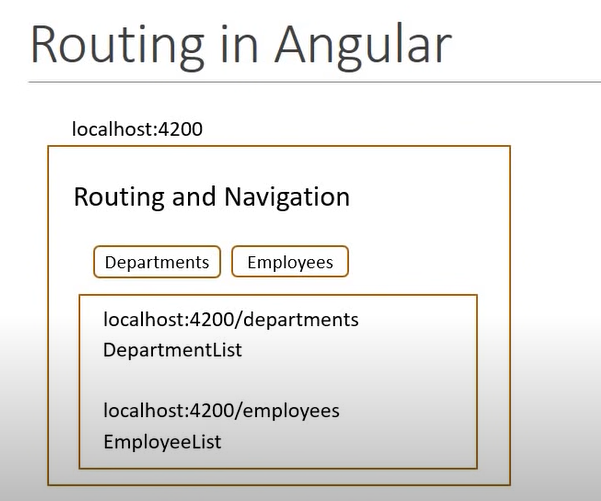 Routing in Angular
localhost:4200
Routing and Navigation
Departments Employees
localhost:4200/departments
DepartmentList
localhost:4200/employees
EmployeeList